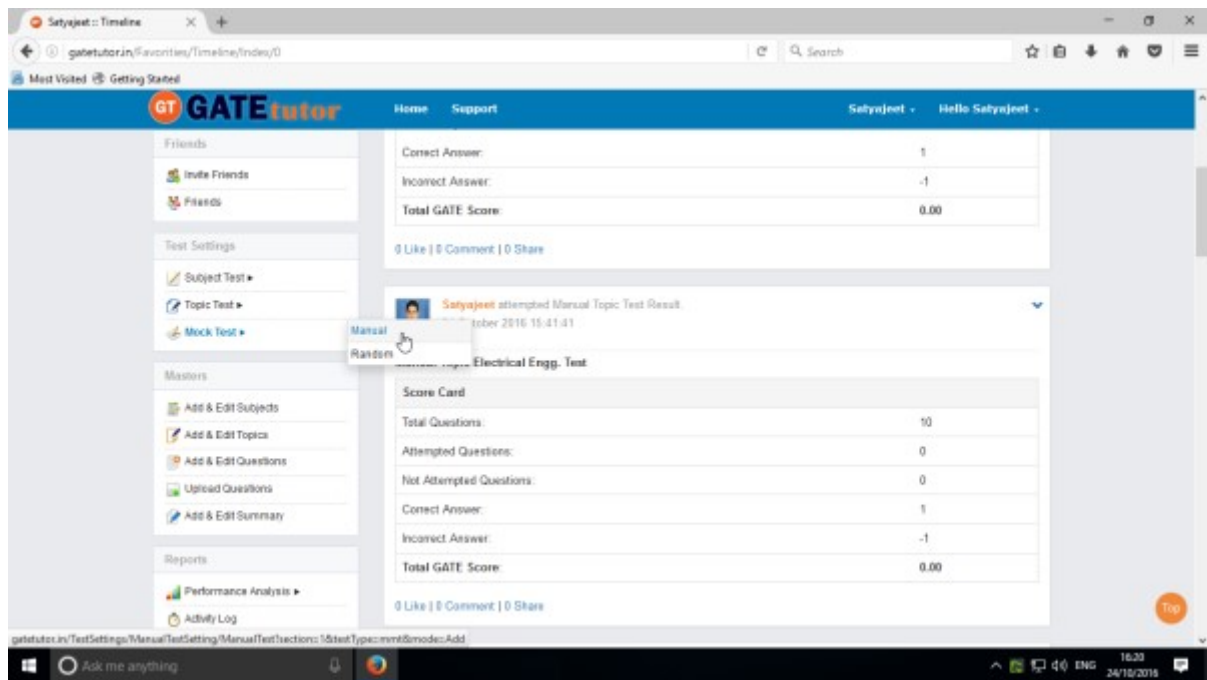 Satyajeet :: Timeline
gatetutor.in/Favorities/Timeline/Index/0
Search
Most Visited Getting Started
GT GATEtutor Home Support Satyajeet Hello Satyajeet
Friends
Invite Friends
Friends
Test Settings
Subject Test
Topic Test
Mock Test
Manual
Random
Masters
Add & Edit Subjects
Add & Edit Topics
Add & Edit Questions
Upload Questions
Add & Edit Summary
Reports
Performance Analysis
Activity Log
Correct Answer: 1
Incorrect Answer: -1
Total GATE Score: 0.00
0 Like | 0 Comment | 0 Share
Satyajeet attempted Manual Topic Test Result.
October 2016 15:41:41
Electrical Engg. Test
Score Card
Total Questions: 10
Attempted Questions: 0
Not Attempted Questions: 0
Correct Answer: 1
Incorrect Answer: -1
Total GATE Score: 0.00
0 Like | 0 Comment | 0 Share
Top
gatetutor.in/TestSettings/ManualTestSetting/ManualTest?section=1&testType=mmt&mode=Add
Ask me anything
ENG 16:20
24/10/2016